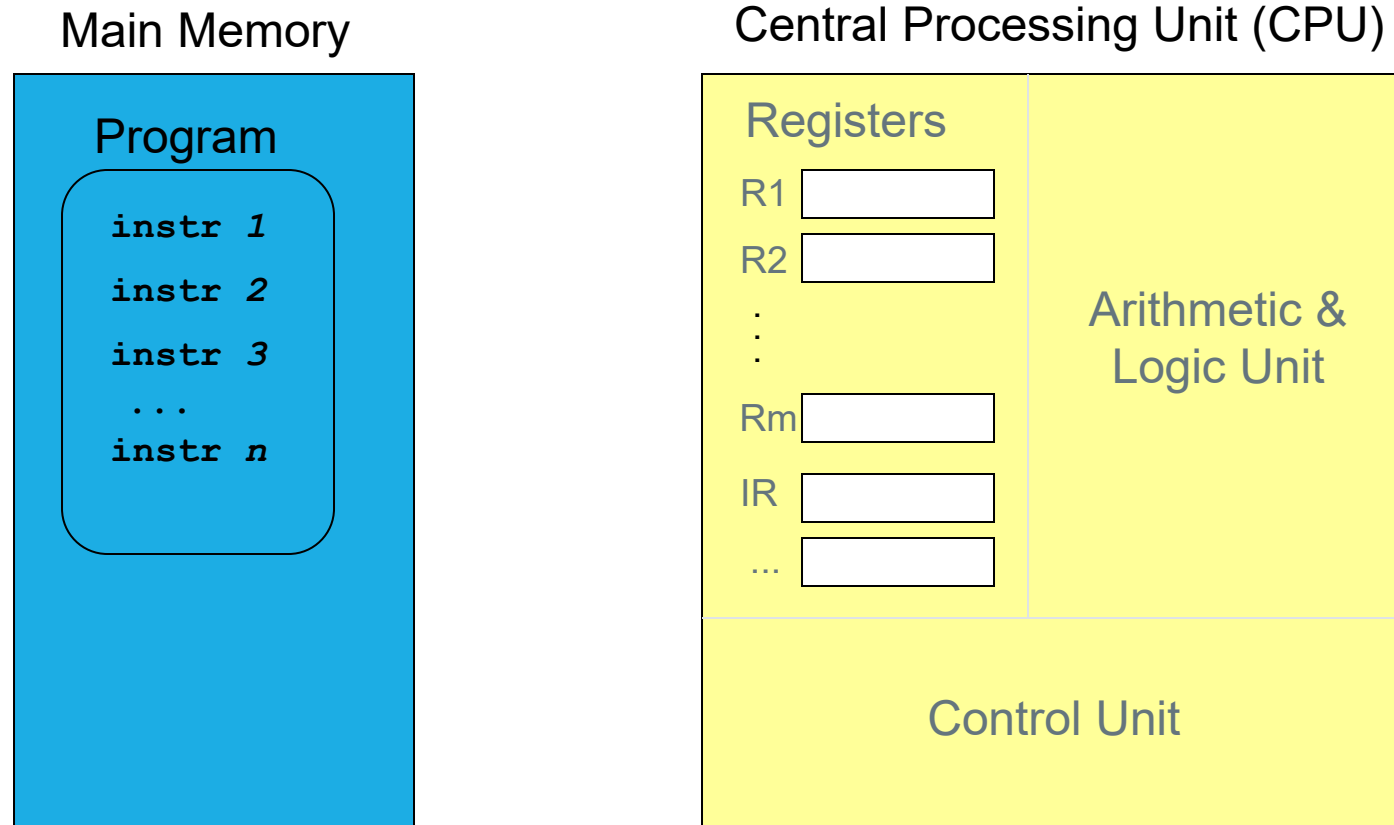 Main Memory
Program
instr 1
instr 2
instr 3
...
instr n
Central Processing Unit (CPU)
Registers
R1
R2
.
.
.
Rm
IR
...
Arithmetic &
Logic Unit
Control Unit